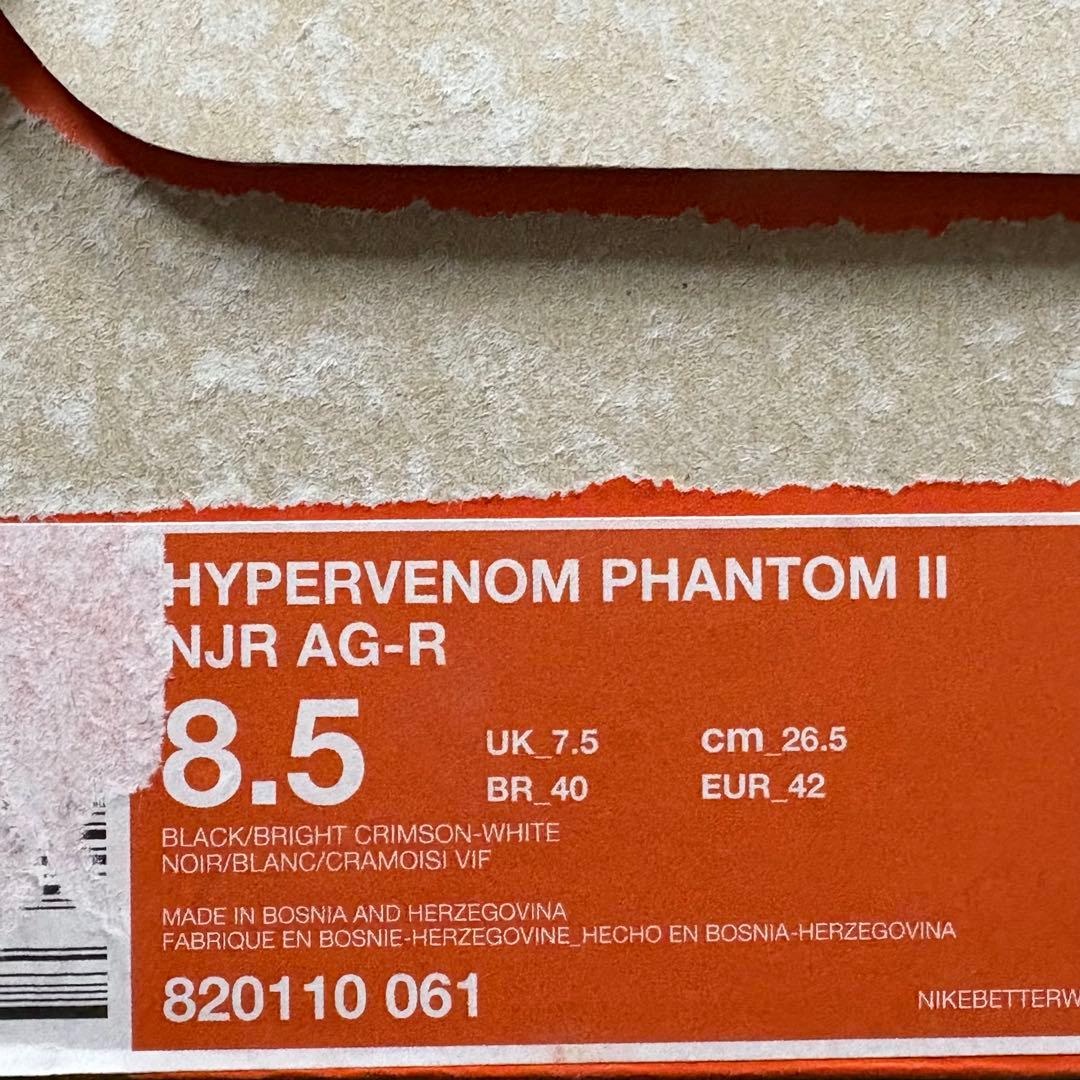 HYPERVENOM PHANTOM II
NJR AG-R
8.5
UK_7.5 cm_26.5
BR_40 EUR_42
BLACK/BRIGHT CRIMSON-WHITE
NOIR/BLANC/CRAMOISI VIF
MADE IN BOSNIA AND HERZEGOVINA
FABRIQUE EN BOSNIE-HERZEGOVINE_HECHO EN BOSNIA-HERZEGOVINA
820110 061
NIKEBETTERW